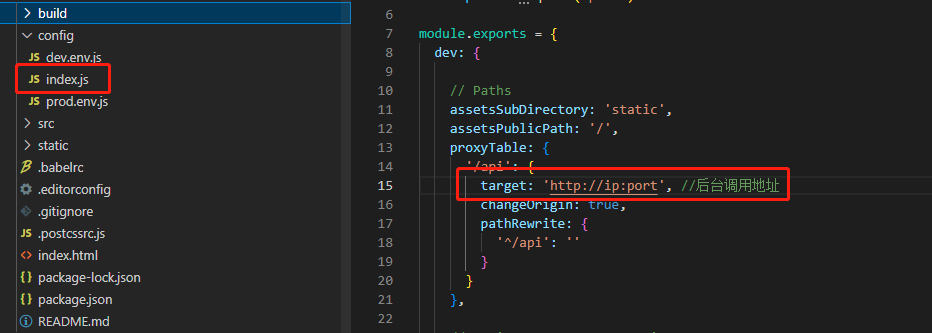 build
config
JS dev.env.js
JS index.js
JS prod.env.js
src
static
.babelrc
.editorconfig
.gitignore
.postcssrc.js
index.html
package-lock.json
package.json
README.md
6
7 module.exports = {
8 dev: {
9
10 // Paths
11 assetsSubDirectory: 'static',
12 assetsPublicPath: '/',
13 proxyTable: {
14 '/api': {
15 target: 'http://ip:port', //后台调用地址
16 changeOrigin: true,
17 pathRewrite: {
18 '^/api': ''
19 }
20 }
21 },
22